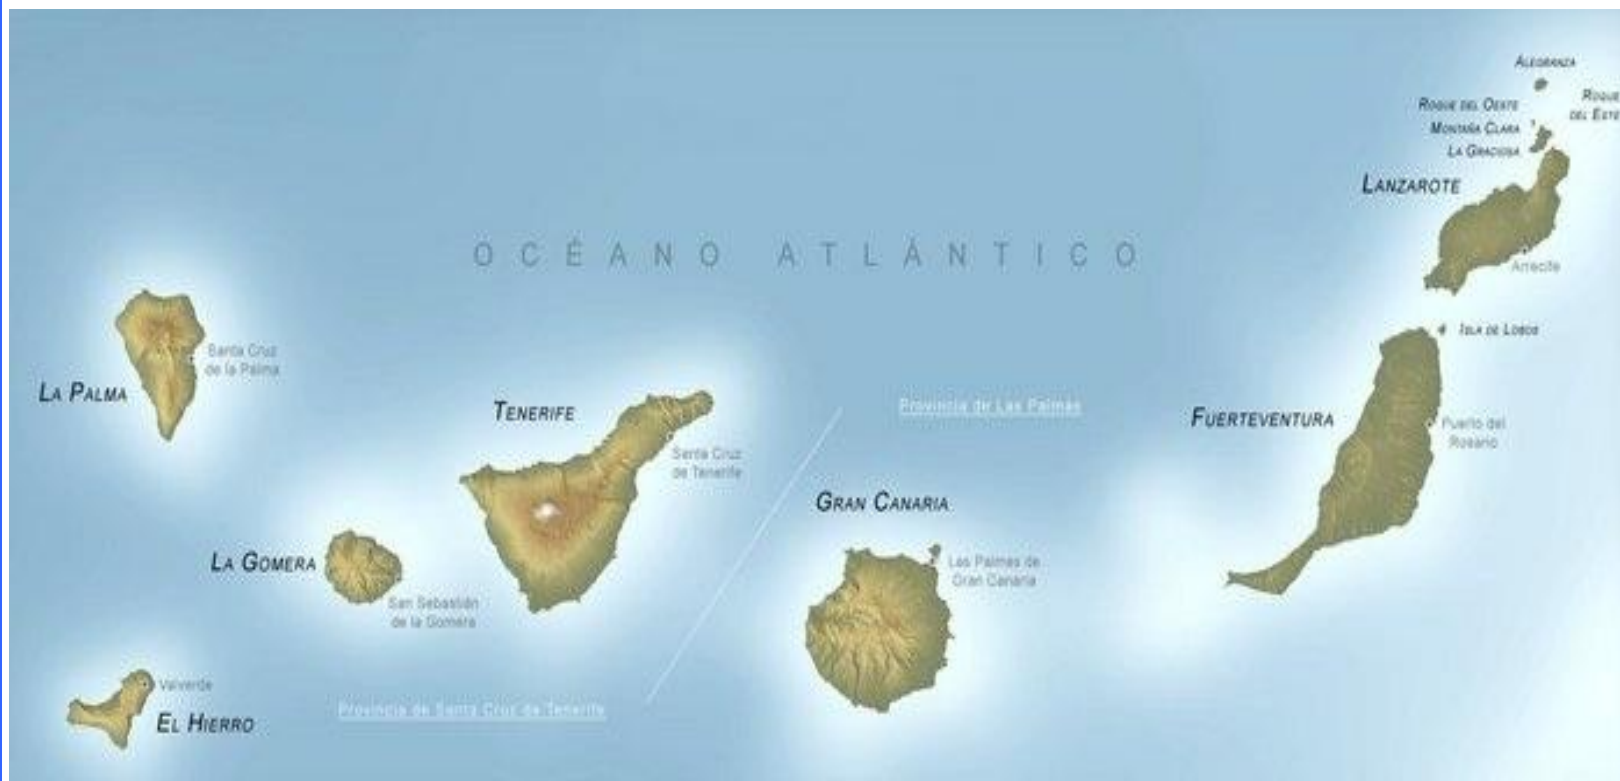 ALEGRANZA
ROQUE DEL OESTE
ROQUE
DEL ESTE
MONTAÑA CLARA
LA GRACIOSA
LANZAROTE
OCÉANO ATLÁNTICO
Arrecife
ISLA DE LOBOS
Santa Cruz
de la Palma
LA PALMA
TENERIFE
Provincia de Las Palmas
FUERTEVENTURA
Puerto del
Rosario
Santa Cruz
de Tenerife
GRAN CANARIA
LA GOMERA
Las Palmas de
Gran Canaria
San Sebastián
de la Gomera
Valverde
EL HIERRO
Provincia de Santa Cruz de Tenerife